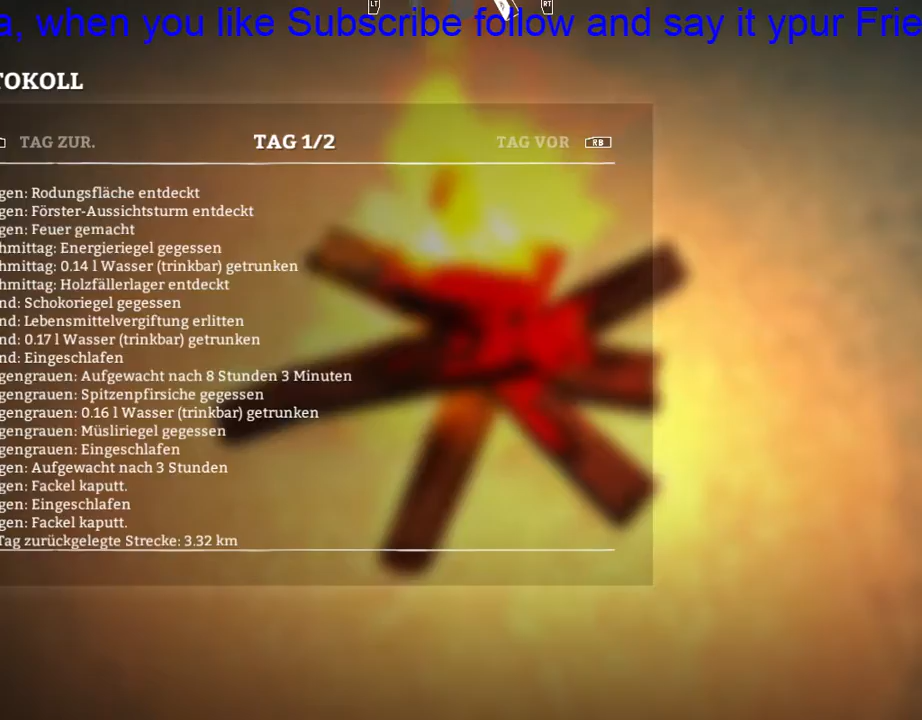 LT RT
a, when you like Subscribe follow and say it ypur Frie
TOKOLL
TAG ZUR. TAG 1/2 TAG VOR RB
gen: Rodungsfläche entdeckt
gen: Förster-Aussichtsturm entdeckt
gen: Feuer gemacht
hmittag: Energieriegel gegessen
hmittag: 0.14 l Wasser (trinkbar) getrunken
hmittag: Holzfällerlager entdeckt
nd: Schokoriegel gegessen
nd: Lebensmittelvergiftung erlitten
nd: 0.17 l Wasser (trinkbar) getrunken
nd: Eingeschlafen
gengrauen: Aufgewacht nach 8 Stunden 3 Minuten
gengrauen: Spitzenpfirsiche gegessen
gengrauen: 0.16 l Wasser (trinkbar) getrunken
gengrauen: Müsliriegel gegessen
gengrauen: Eingeschlafen
gen: Aufgewacht nach 3 Stunden
gen: Fackel kaputt.
gen: Eingeschlafen
gen: Fackel kaputt.
Tag zurückgelegte Strecke: 3.32 km